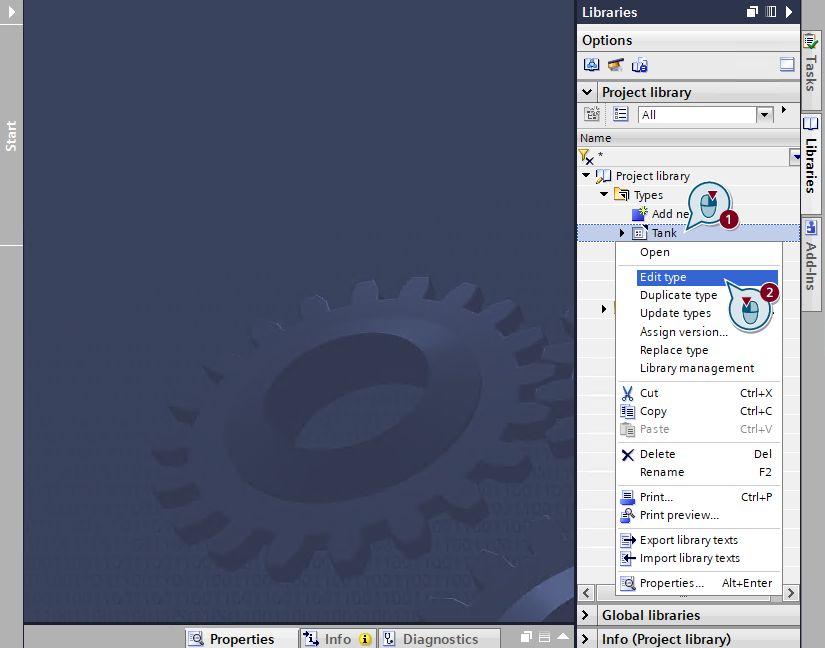 Libraries
Options
Project library
All
Name
*
Project library
Types
Add ne
1
Tank
Open
Edit type
2
Duplicate type
Update types
Assign version...
Replace type
Library management
Cut Ctrl+X
Copy Ctrl+C
Paste Ctrl+V
Delete Del
Rename F2
Print... Ctrl+P
Print preview...
Export library texts
Import library texts
Properties... Alt+Enter
Global libraries
Info (Project library)
Start
Tasks
Libraries
Add-Ins
Properties
Info
Diagnostics